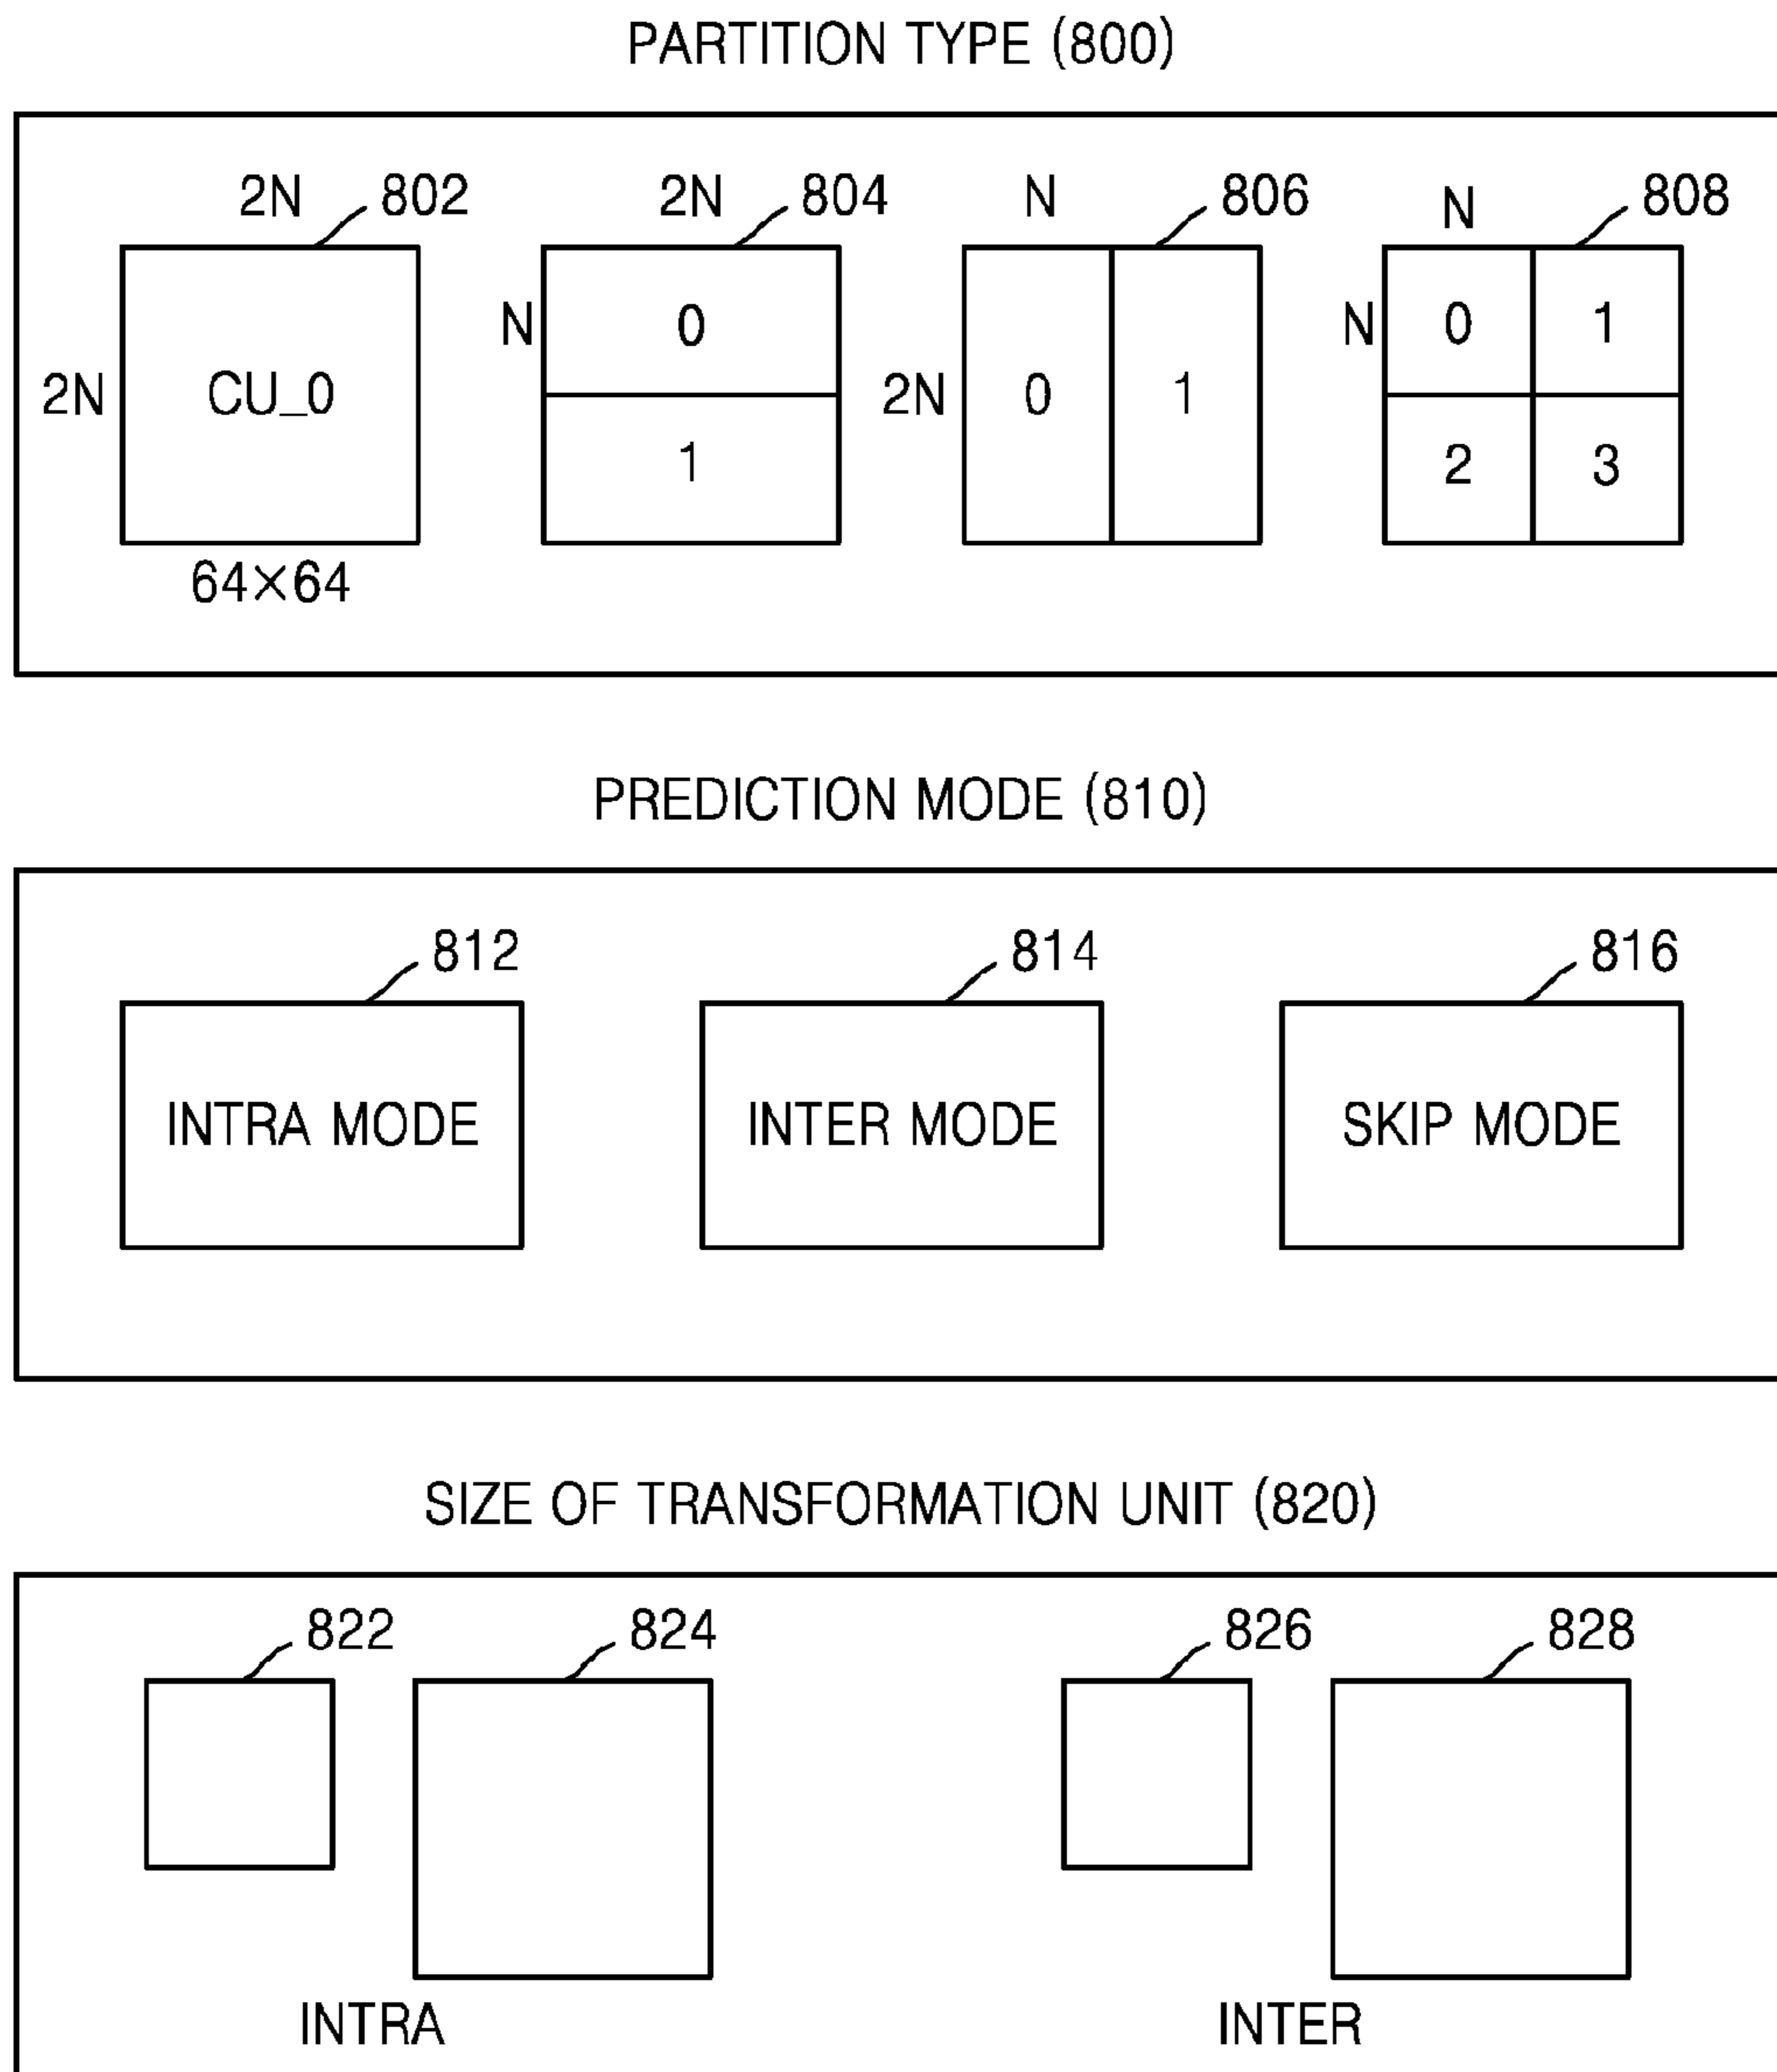 PARTITION TYPE (800)
2N 802 2N 804 N 806 N 808
2N CU_0 N 0 1 2N 0 1 N 0 1 2 3
64×64
PREDICTION MODE (810)
812 814 816
INTRA MODE INTER MODE SKIP MODE
SIZE OF TRANSFORMATION UNIT (820)
822 824 826 828
INTRA INTER